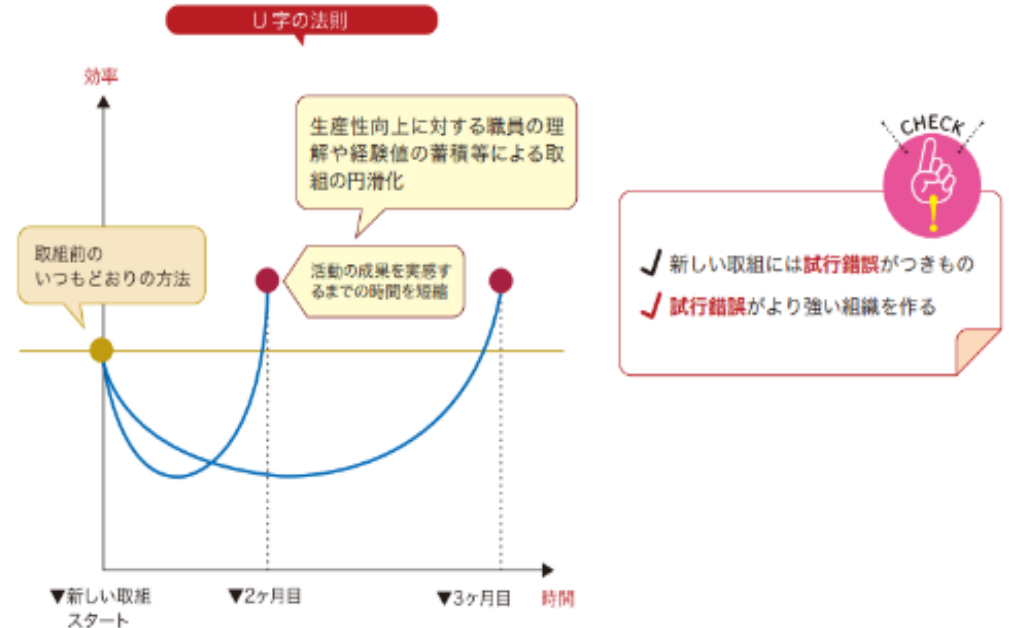 U字の法則
効率
生産性向上に対する職員の理
解や経験値の蓄積等による取
組の円滑化
取組前の
いつもどおりの方法
活動の成果を実感す
るまでの時間を短縮
▼新しい取組
スタート
▼2ヶ月目
▼3ヶ月目
時間
CHECK
新しい取組には試行錯誤がつきもの
試行錯誤がより強い組織を作る